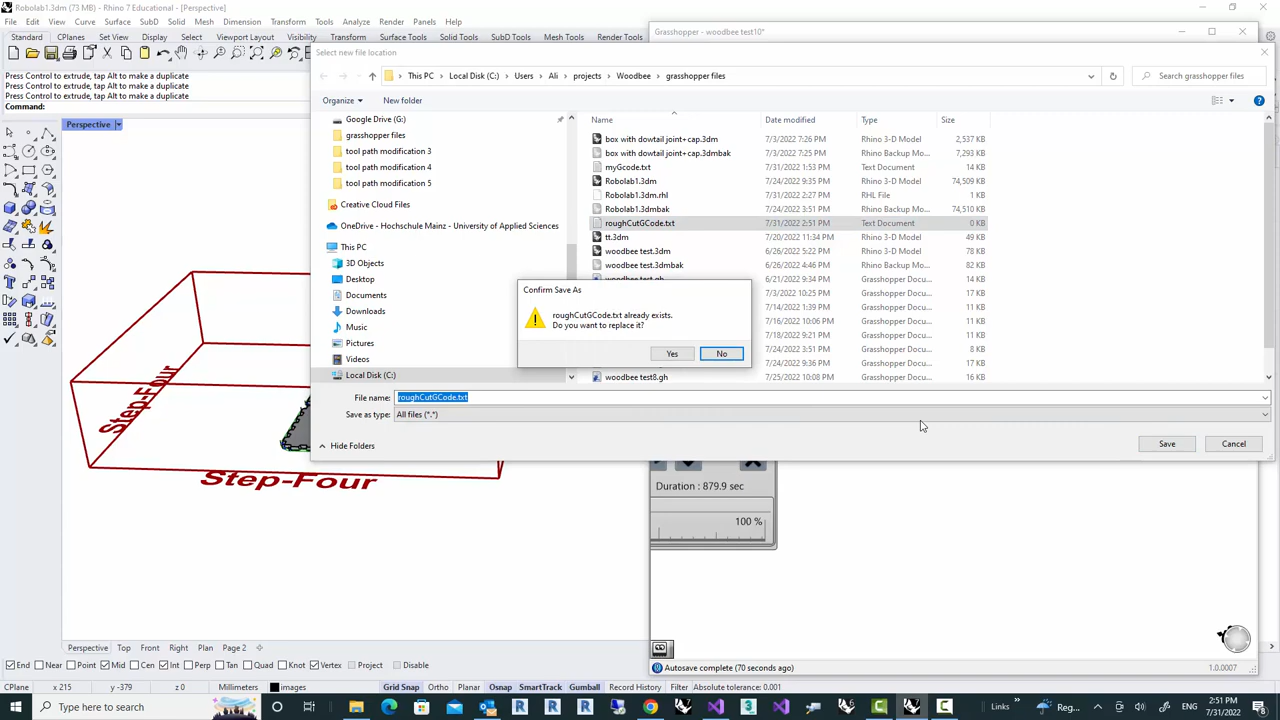 Robolab1.3dm (73 MB) - Rhino 7 Educational
File Edit View Curve Surface SubD Solid Mesh Dimension Transform Tools Analyze Render Panels Help
Standard CPlanes Set View Display Select Viewport Layout Visibility Transform Surface Tools Solid Tools SubD Tools Mesh Tools Render Tools
Grasshopper - woodbee test10*
Select new file location
This PC > Local Disk (C:) > Users > Ali > projects > Woodbee > grasshopper files
Search grasshopper files
Press Control to extrude, tap Alt to make a duplicate
Press Control to extrude, tap Alt to make a duplicate
Press Control to extrude, tap Alt to make a duplicate
Command:
Organize New folder
Perspective
Google Drive (G:)
grasshopper files
tool path modification 3
tool path modification 4
tool path modification 5
Creative Cloud Files
OneDrive - Hochschule Mainz - University of Applied Sciences
This PC
3D Objects
Desktop
Documents
Downloads
Music
Pictures
Videos
Local Disk (C:)
Name Date modified Type Size
box with dowtail joint+cap.3dm 7/3/2022 7:26 PM Rhino 3-D Model 2,537 KB
box with dowtail joint+cap.3dmbak 7/3/2022 7:25 PM Rhino Backup Mo... 7,293 KB
myGcode.txt 7/31/2022 1:53 PM Text Document 14 KB
Robolab1.3dm 7/24/2022 9:35 PM Rhino 3-D Model 74,509 KB
Robolab1.3dm.rhl 7/31/2022 2:50 PM RHL File 1 KB
Robolab1.3dmbak 7/24/2022 3:51 PM Rhino Backup Mo... 74,510 KB
roughCutGCode.txt 7/31/2022 2:51 PM Text Document 0 KB
tt.3dm 7/20/2022 11:34 PM Rhino 3-D Model 49 KB
woodbee test.3dm 6/26/2022 5:22 PM Rhino 3-D Model 78 KB
woodbee test.3dmbak 6/26/2022 4:46 PM Rhino Backup Mo... 82 KB
woodbee test.gh 6/21/2022 11:39 PM Grasshopper Docu... 11 KB
7/3/2022 10:25 PM Grasshopper Docu... 11 KB
7/14/2022 1:39 PM Grasshopper Docu... 11 KB
7/16/2022 10:06 PM Grasshopper Docu... 11 KB
7/18/2022 9:21 PM Grasshopper Docu... 11 KB
7/24/2022 3:51 PM Grasshopper Docu... 8 KB
7/24/2022 9:36 PM Grasshopper Docu... 17 KB
woodbee test8.gh 7/25/2022 10:08 PM Grasshopper Docu... 16 KB
Confirm Save As
roughCutGCode.txt already exists.
Do you want to replace it?
Yes No
File name: roughCutGCode.txt
Save as type: All files (*.*)
Hide Folders Save Cancel
Step-Four
Step-Four
Duration : 879.9 sec
100 %
Perspective Top Front Right Plan Page 2
End Near Point Mid Cen Int Perp Tan Quad Knot Vertex Project Disable
Autosave complete (70 seconds ago) 1.0.0007
CPlane x 215 y -379 z 0 Millimeters images Grid Snap Ortho Planar Osnap SmartTrack Gumball Record History Filter Absolute tolerance: 0.001
Type here to search
Links Reg...
2:51 PM
7/31/2022